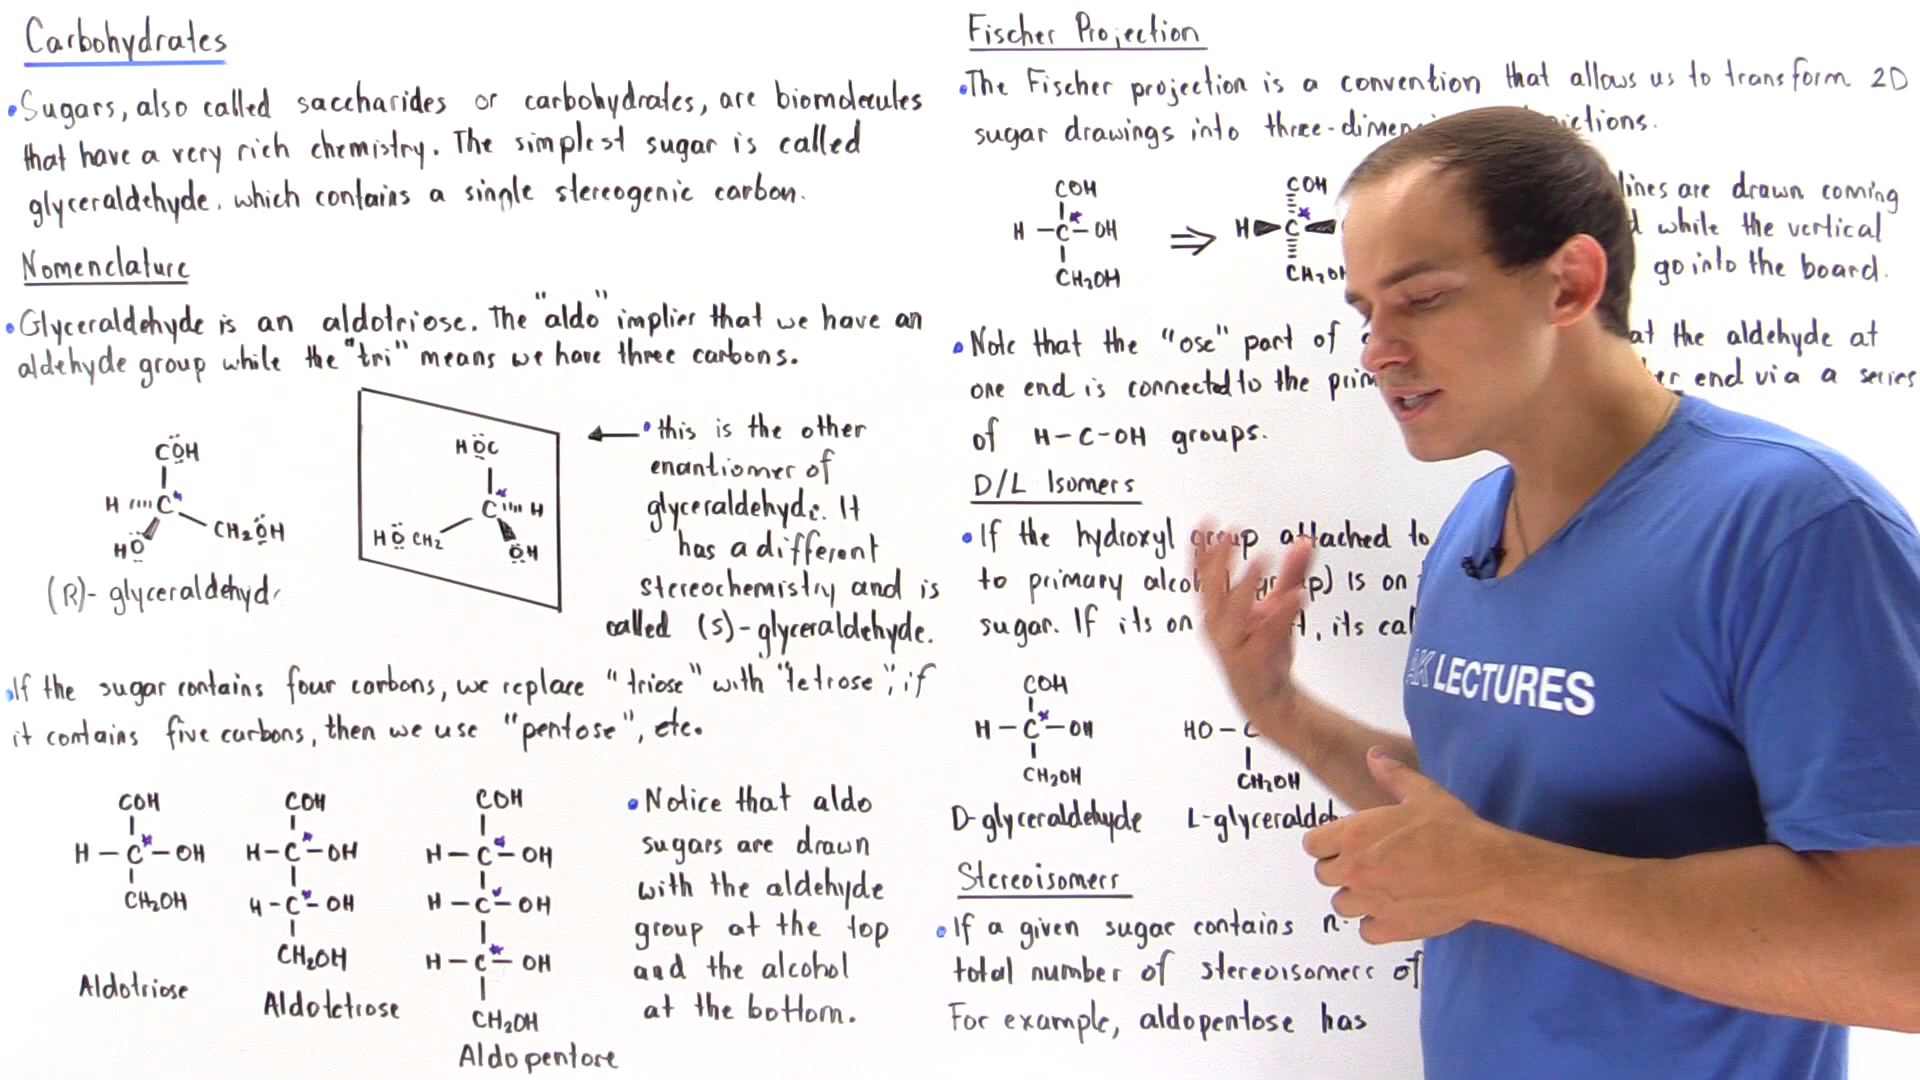 Carbohydrates
•Sugars, also called saccharides or carbohydrates, are biomolecules
that have a very rich chemistry. The simplest sugar is called
glyceraldehyde, which contains a single stereogenic carbon.
Nomenclature
•Glyceraldehyde is an aldotriose. The "aldo" implies that we have an
aldehyde group while the "tri" means we have three carbons.
COH
H C*
HO CH2OH
(R)- glyceraldehyd
HOC
C* H
HOCH2
OH
•this is the other
enantiomer of
glyceraldehyde. It
has a different
stereochemistry and is
called (S)-glyceraldehyde.
•If the sugar contains four carbons, we replace "triose" with "tetrose", if
it contains five carbons, then we use "pentose", etc.
COH
H-C*-OH
CH2OH
Aldotriose
COH
H-C*-OH
H-C*-OH
CH2OH
Aldotetrose
COH
H-C*-OH
H-C*-OH
H-C*-OH
CH2OH
Aldopentose
•Notice that aldo
sugars are drawn
with the aldehyde
group at the top
and the alcohol
at the bottom.
Fischer Projection
•The Fischer projection is a convention that allows us to transform 2D
sugar drawings into three-dimen ctions.
COH
H-C*-OH
CH2OH
⇒
COH
H C*
CH2OH
lines are drawn coming
while the vertical
go into the board.
•Note that the "ose" part of at the aldehyde at
one end is connected to the prim er end via a series
of H-C-OH groups.
D/L Isomers
•If the hydroxyl group attached to
to primary alcohol group) is on
sugar. If its on , its cal
COH
H-C*-OH
CH2OH
D-glyceraldehyde
HO-C
CH2OH
L-glyceraldeh
Stereoisomers
•If a given sugar contains n
total number of stereoisomers of
For example, aldopentose has
AK LECTURES